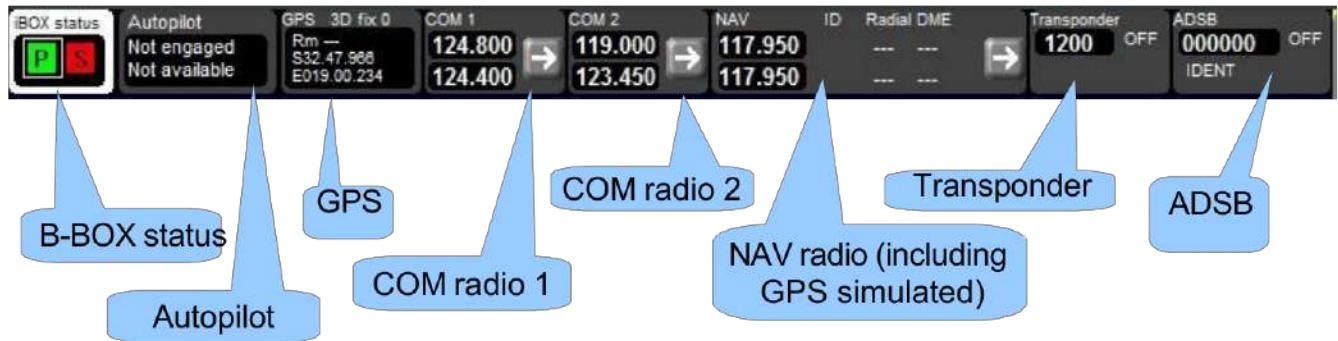 iBOX status
P S
Autopilot
Not engaged
Not available
GPS 3D fix 0
Rm ---
S32.47.966
E019.00.234
COM 1
124.800
124.400
COM 2
119.000
123.450
NAV ID Radial DME
117.950 --- ---
117.950 --- ---
Transponder
1200 OFF
ADSB
000000 OFF
IDENT
B-BOX status
Autopilot
GPS
COM radio 1
COM radio 2
NAV radio (including
GPS simulated)
Transponder
ADSB